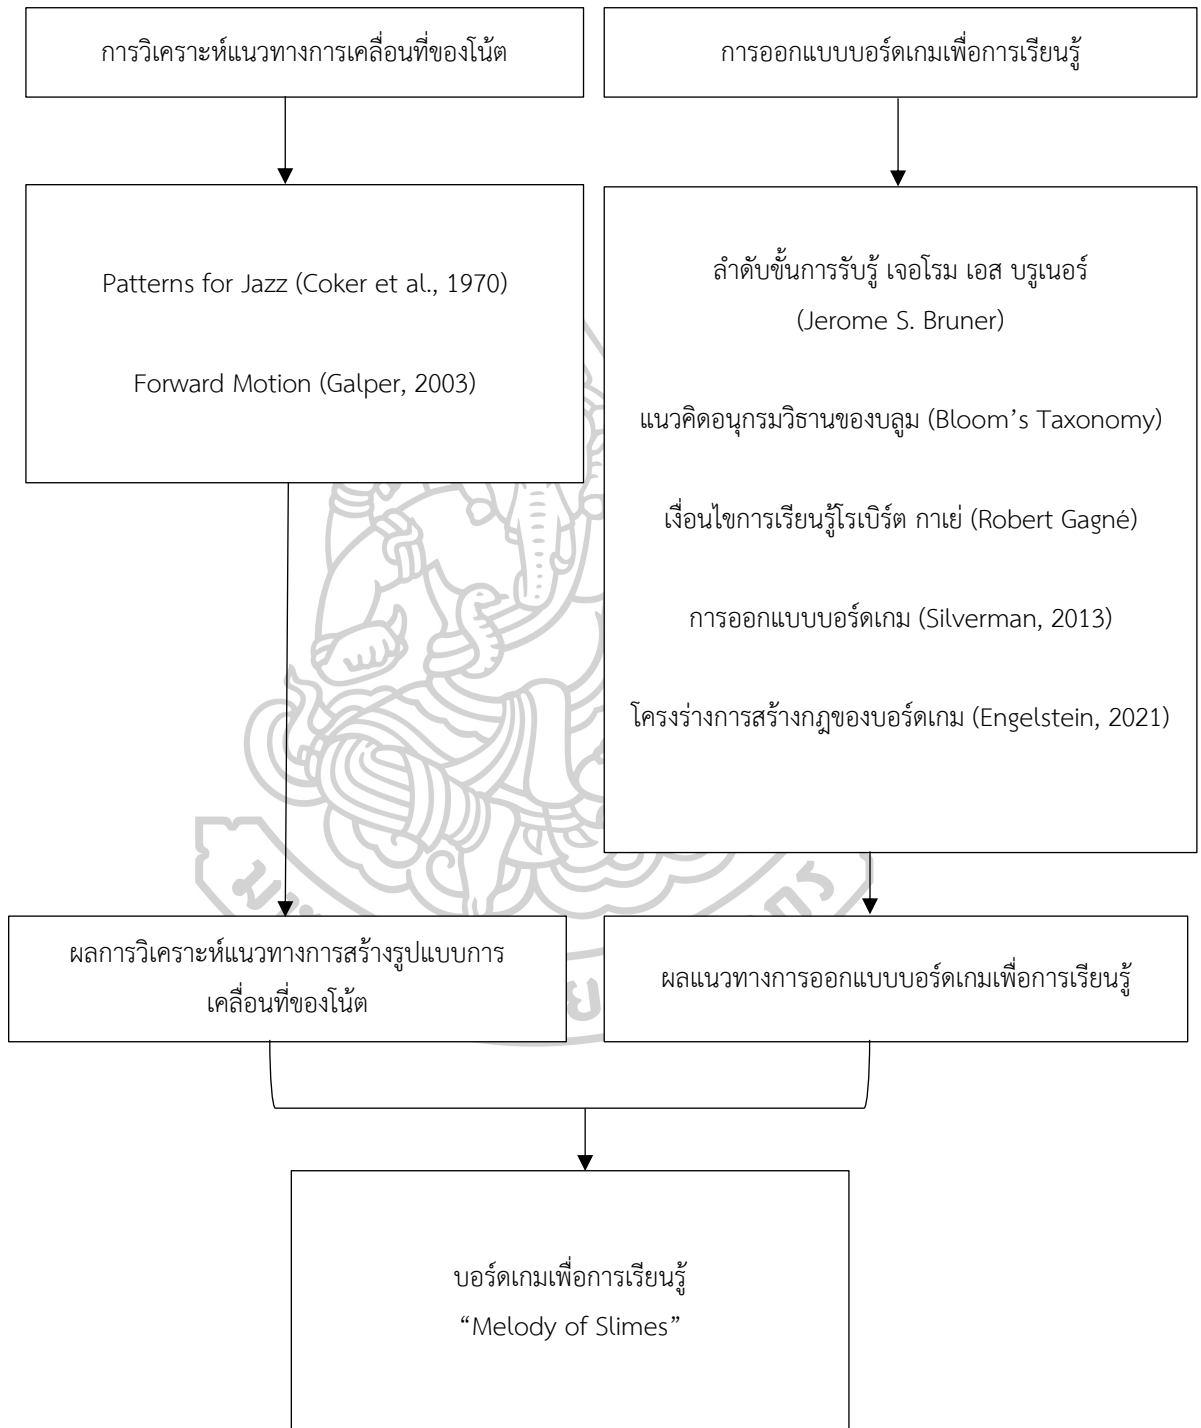 การวิเคราะห์แนวทางการเคลื่อนที่ของโน้ต
การออกแบบบอร์ดเกมเพื่อการเรียนรู้
Patterns for Jazz (Coker et al., 1970)
Forward Motion (Galper, 2003)
ลำดับขั้นการรับรู้ เจอโรม เอส บรูเนอร์
(Jerome S. Bruner)
แนวคิดอนุกรมวิธานของบลูม (Bloom’s Taxonomy)
เงื่อนไขการเรียนรู้โรเบิร์ต กาเย่ (Robert Gagné)
การออกแบบบอร์ดเกม (Silverman, 2013)
โครงร่างการสร้างกฎของบอร์ดเกม (Engelstein, 2021)
ผลการวิเคราะห์แนวทางการสร้างรูปแบบการ
เคลื่อนที่ของโน้ต
ผลแนวทางการออกแบบบอร์ดเกมเพื่อการเรียนรู้
บอร์ดเกมเพื่อการเรียนรู้
“Melody of Slimes”